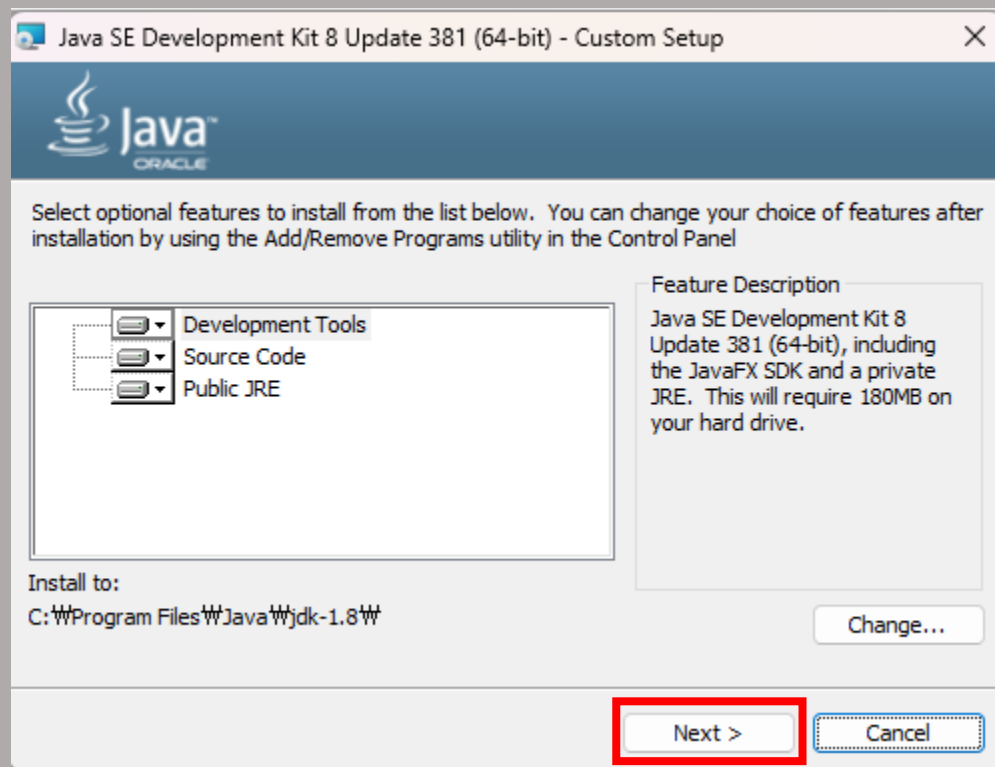 Java SE Development Kit 8 Update 381 (64-bit) - Custom Setup
Java™
ORACLE
Select optional features to install from the list below.  You can change your choice of features after
installation by using the Add/Remove Programs utility in the Control Panel
Development Tools
Source Code
Public JRE
Feature Description
Java SE Development Kit 8
Update 381 (64-bit), including
the JavaFX SDK and a private
JRE.  This will require 180MB on
your hard drive.
Install to:
C:₩Program Files₩Java₩jdk-1.8₩
Change...
Next >
Cancel